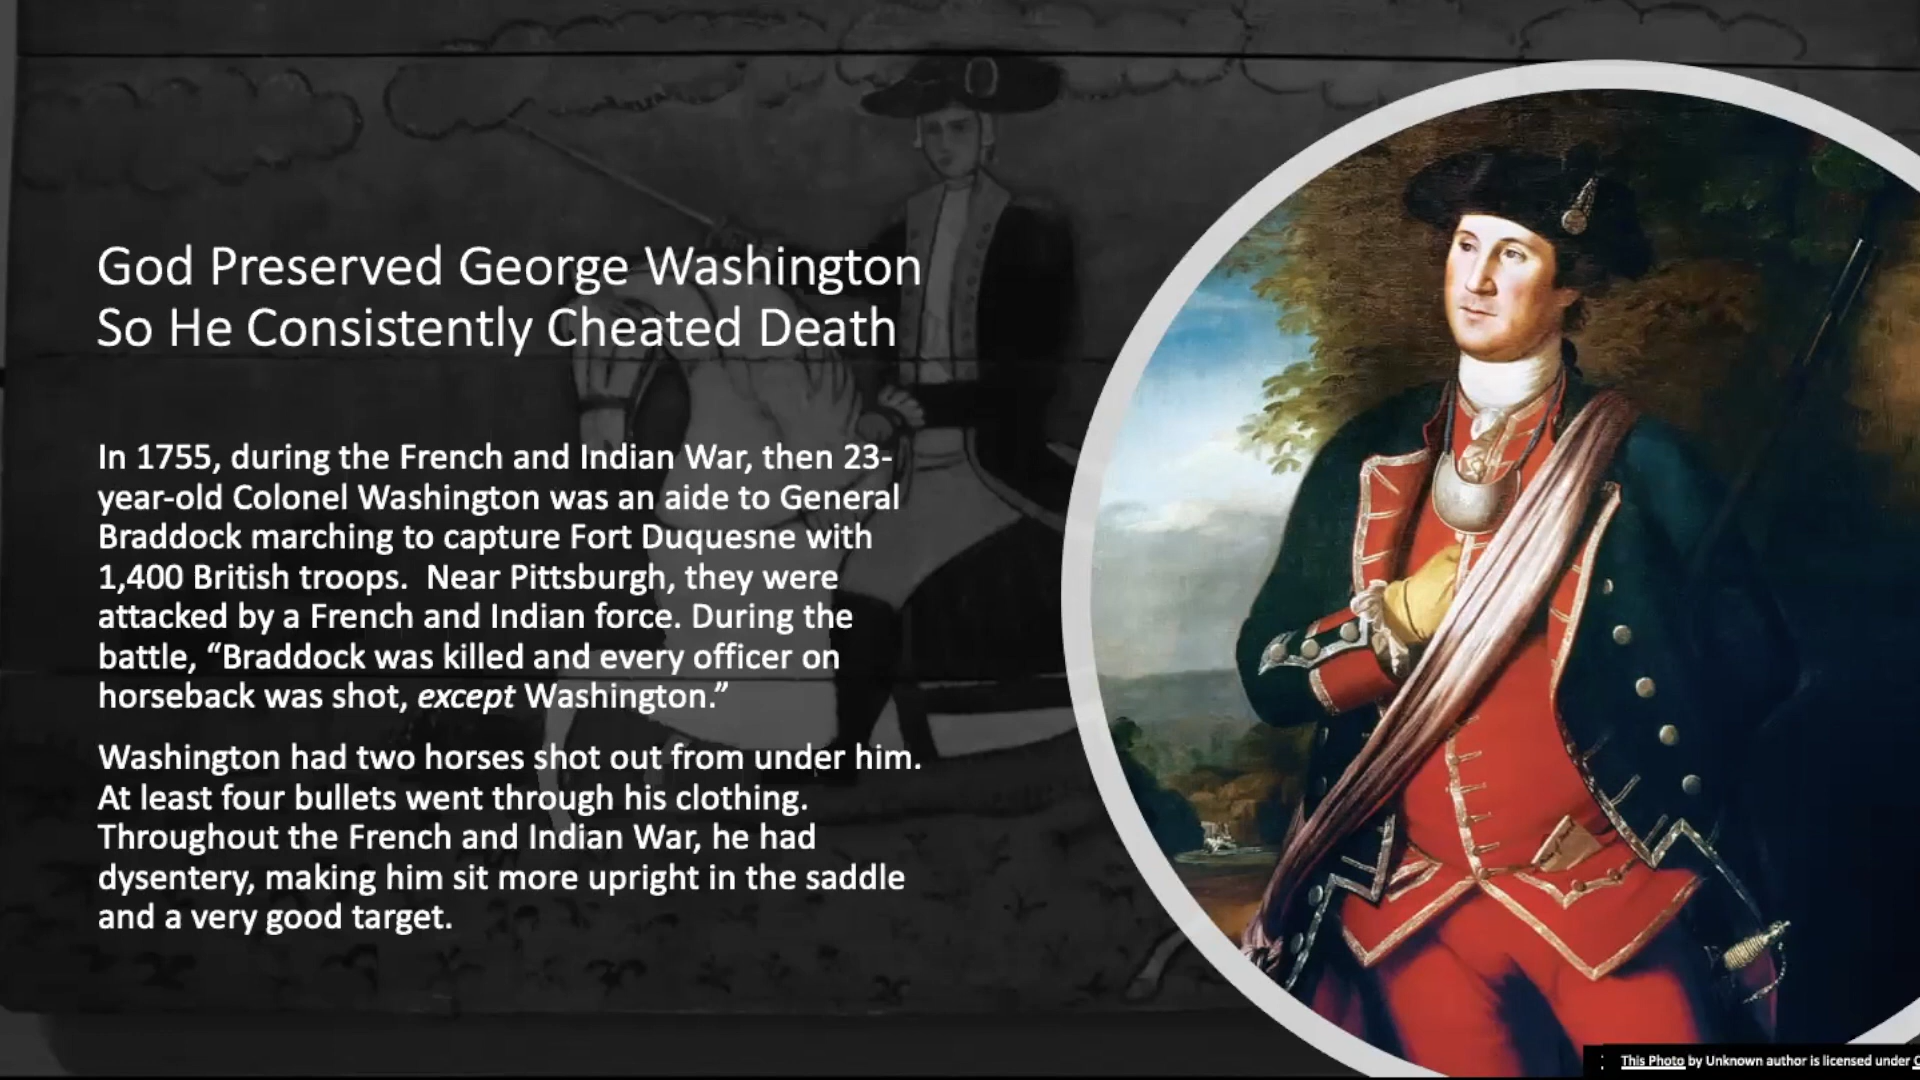 God Preserved George Washington
So He Consistently Cheated Death
In 1755, during the French and Indian War, then 23-
year-old Colonel Washington was an aide to General
Braddock marching to capture Fort Duquesne with
1,400 British troops.  Near Pittsburgh, they were
attacked by a French and Indian force. During the
battle, “Braddock was killed and every officer on
horseback was shot, except Washington.”
Washington had two horses shot out from under him.
At least four bullets went through his clothing.
Throughout the French and Indian War, he had
dysentery, making him sit more upright in the saddle
and a very good target.
This Photo by Unknown author is licensed under